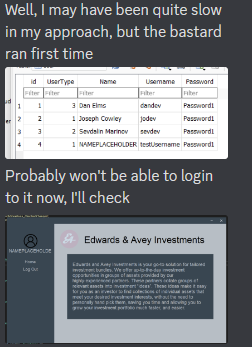 Well, I may have been quite slow
in my approach, but the bastard
ran first time
id UserType Name Username Password
Filter Filter Filter Filter Filter
1 1 3 Dan Elms dandev Password1
2 2 1 Joseph Cowley jodev Password1
3 3 2 Sevdalin Marinov sevdev Password1
4 4 1 NAMEPLACEHOLDER testUsername Password1
Probably won't be able to login
to it now, I'll check
NAMEPLACEHOLDE
Home
Log Out
Edwards & Avey Investments
Edwards and Avey Investments is your go-to solution for tailored
investment bundles. We offer up-to-the-day investment
opportunities in groups of assets provided by our
highly experienced partners. These partners
relevant assets into investment "ideas". These ideas make it easy
for you as an investor to find collections of individual assets that
meet your desired investment interests, without the need to
personally hand pick them, saving you time and allowing you to
grow your investment portfolio much faster, and easier!